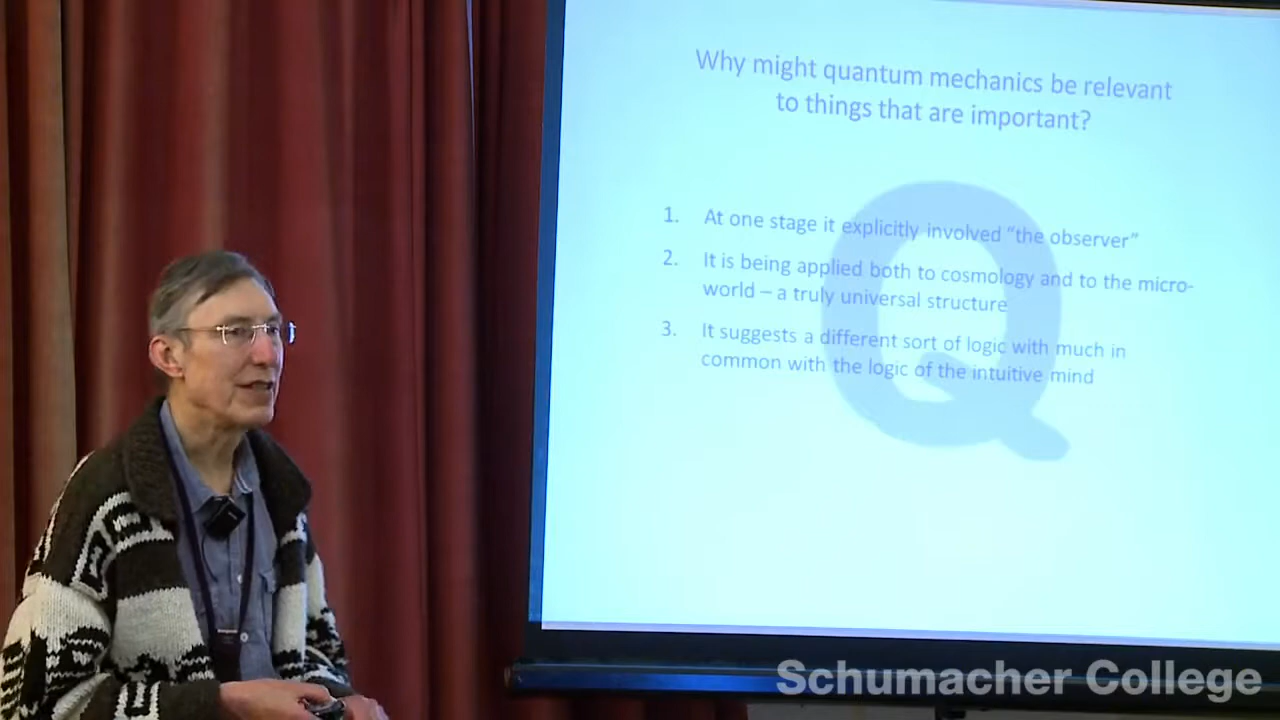 Why might quantum mechanics be relevant
to things that are important?
Q
1. At one stage it explicitly involved “the observer”
2. It is being applied both to cosmology and to the micro-
world – a truly universal structure
3. It suggests a different sort of logic with much in
common with the logic of the intuitive mind
Schumacher College